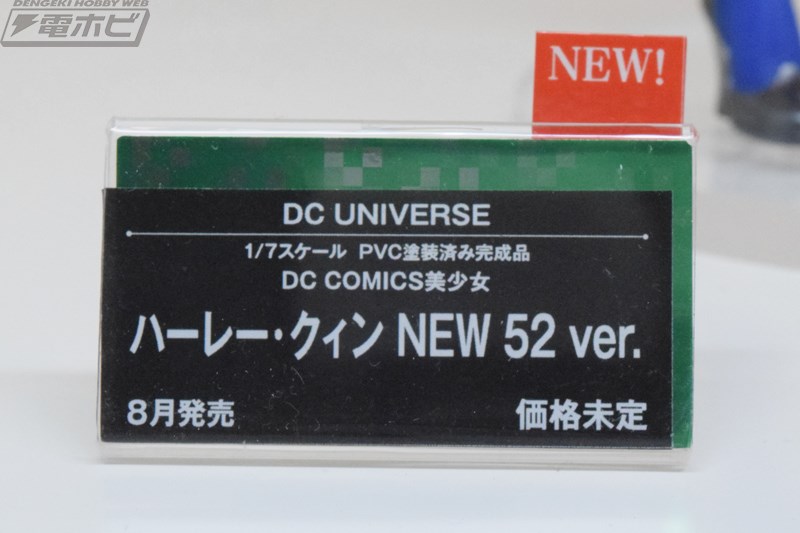 DENGEKI HOBBY WEB
電ホビ
NEW!
DC UNIVERSE
1/7スケール PVC塗装済み完成品
DC COMICS美少女
ハーレー・クィン NEW 52 ver.
8月発売
価格未定